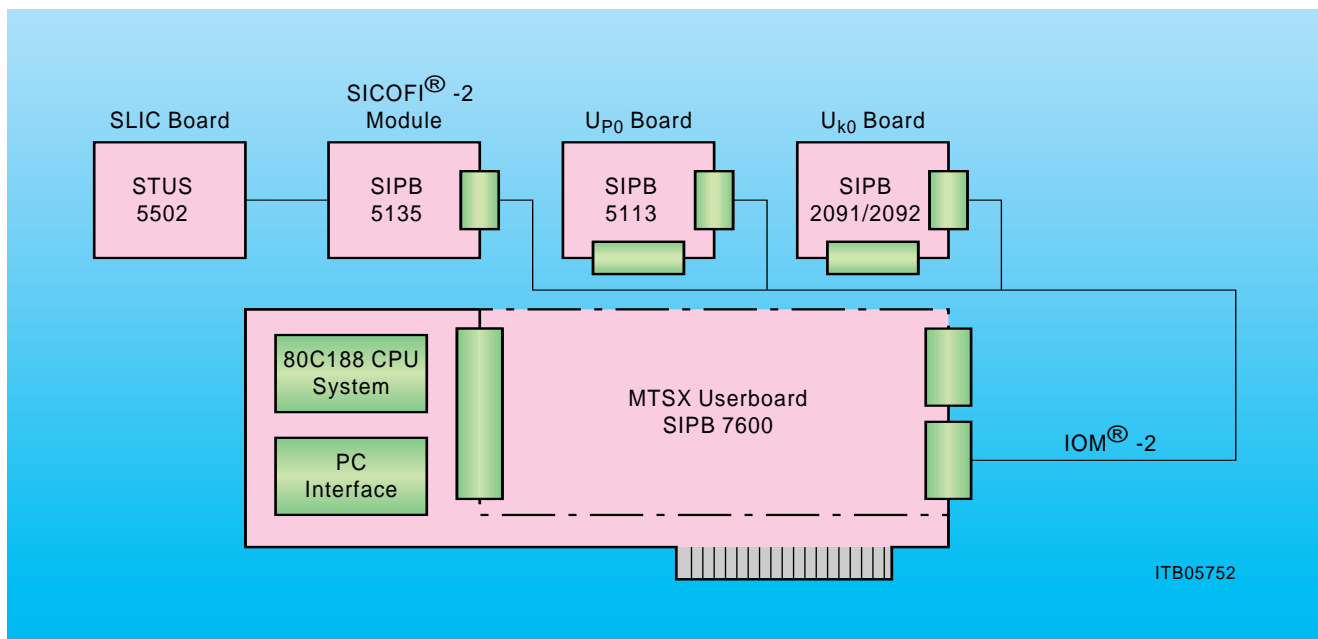 SLIC Board
SICOFI® -2
Module
UP0 Board
Uk0 Board
STUS
5502
SIPB
5135
SIPB
5113
SIPB
2091/2092
80C188 CPU
System
PC
Interface
MTSX Userboard
SIPB 7600
IOM® -2
ITB05752